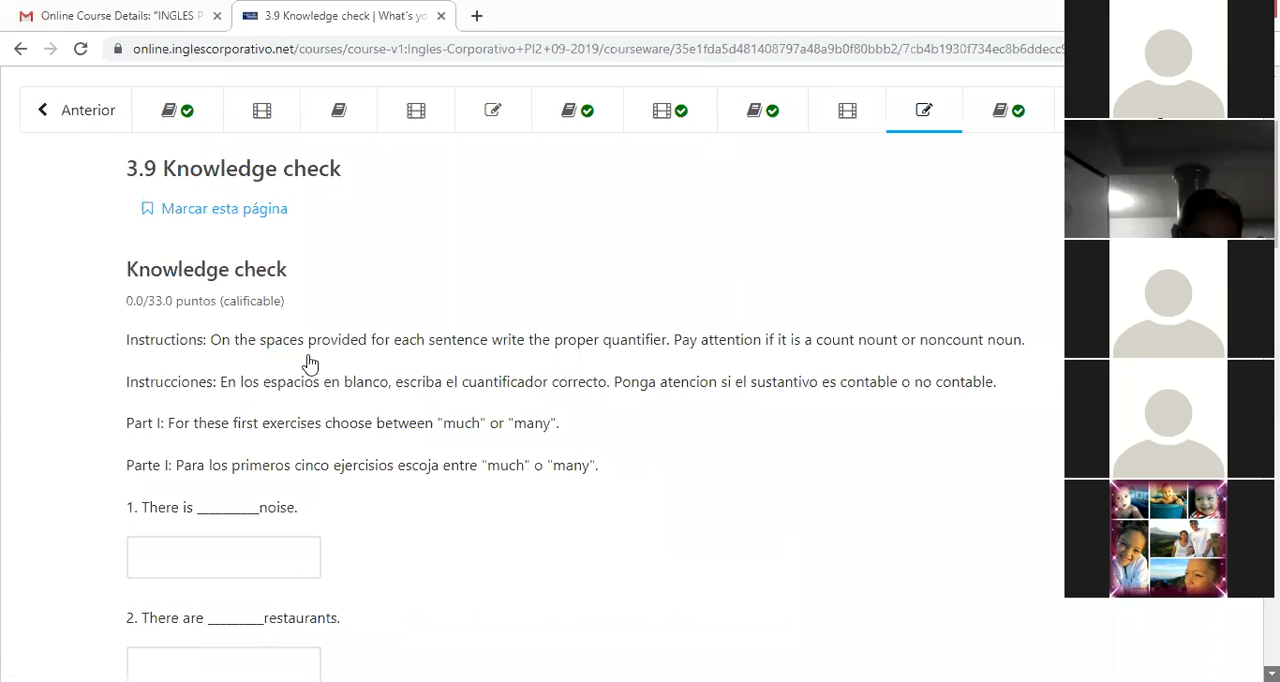 Online Course Details: "INGLES P
3.9 Knowledge check | What´s yo
online.inglescorporativo.net/courses/course-v1:Ingles-Corporativo+PI2+09-2019/courseware/35e1fda5d481408797a48a9b0f80bbb2/7cb4b1930f734ec8b6ddecc9
Anterior
3.9 Knowledge check
Marcar esta página
Knowledge check
0.0/33.0 puntos (calificable)
Instructions: On the spaces provided for each sentence write the proper quantifier. Pay attention if it is a count nount or noncount noun.
Instrucciones: En los espacios en blanco, escriba el cuantificador correcto. Ponga atencion si el sustantivo es contable o no contable.
Part I: For these first exercises choose between "much" or "many".
Parte I: Para los primeros cinco ejercisios escoja entre "much" o "many".
1. There is __________noise.
2. There are _________restaurants.